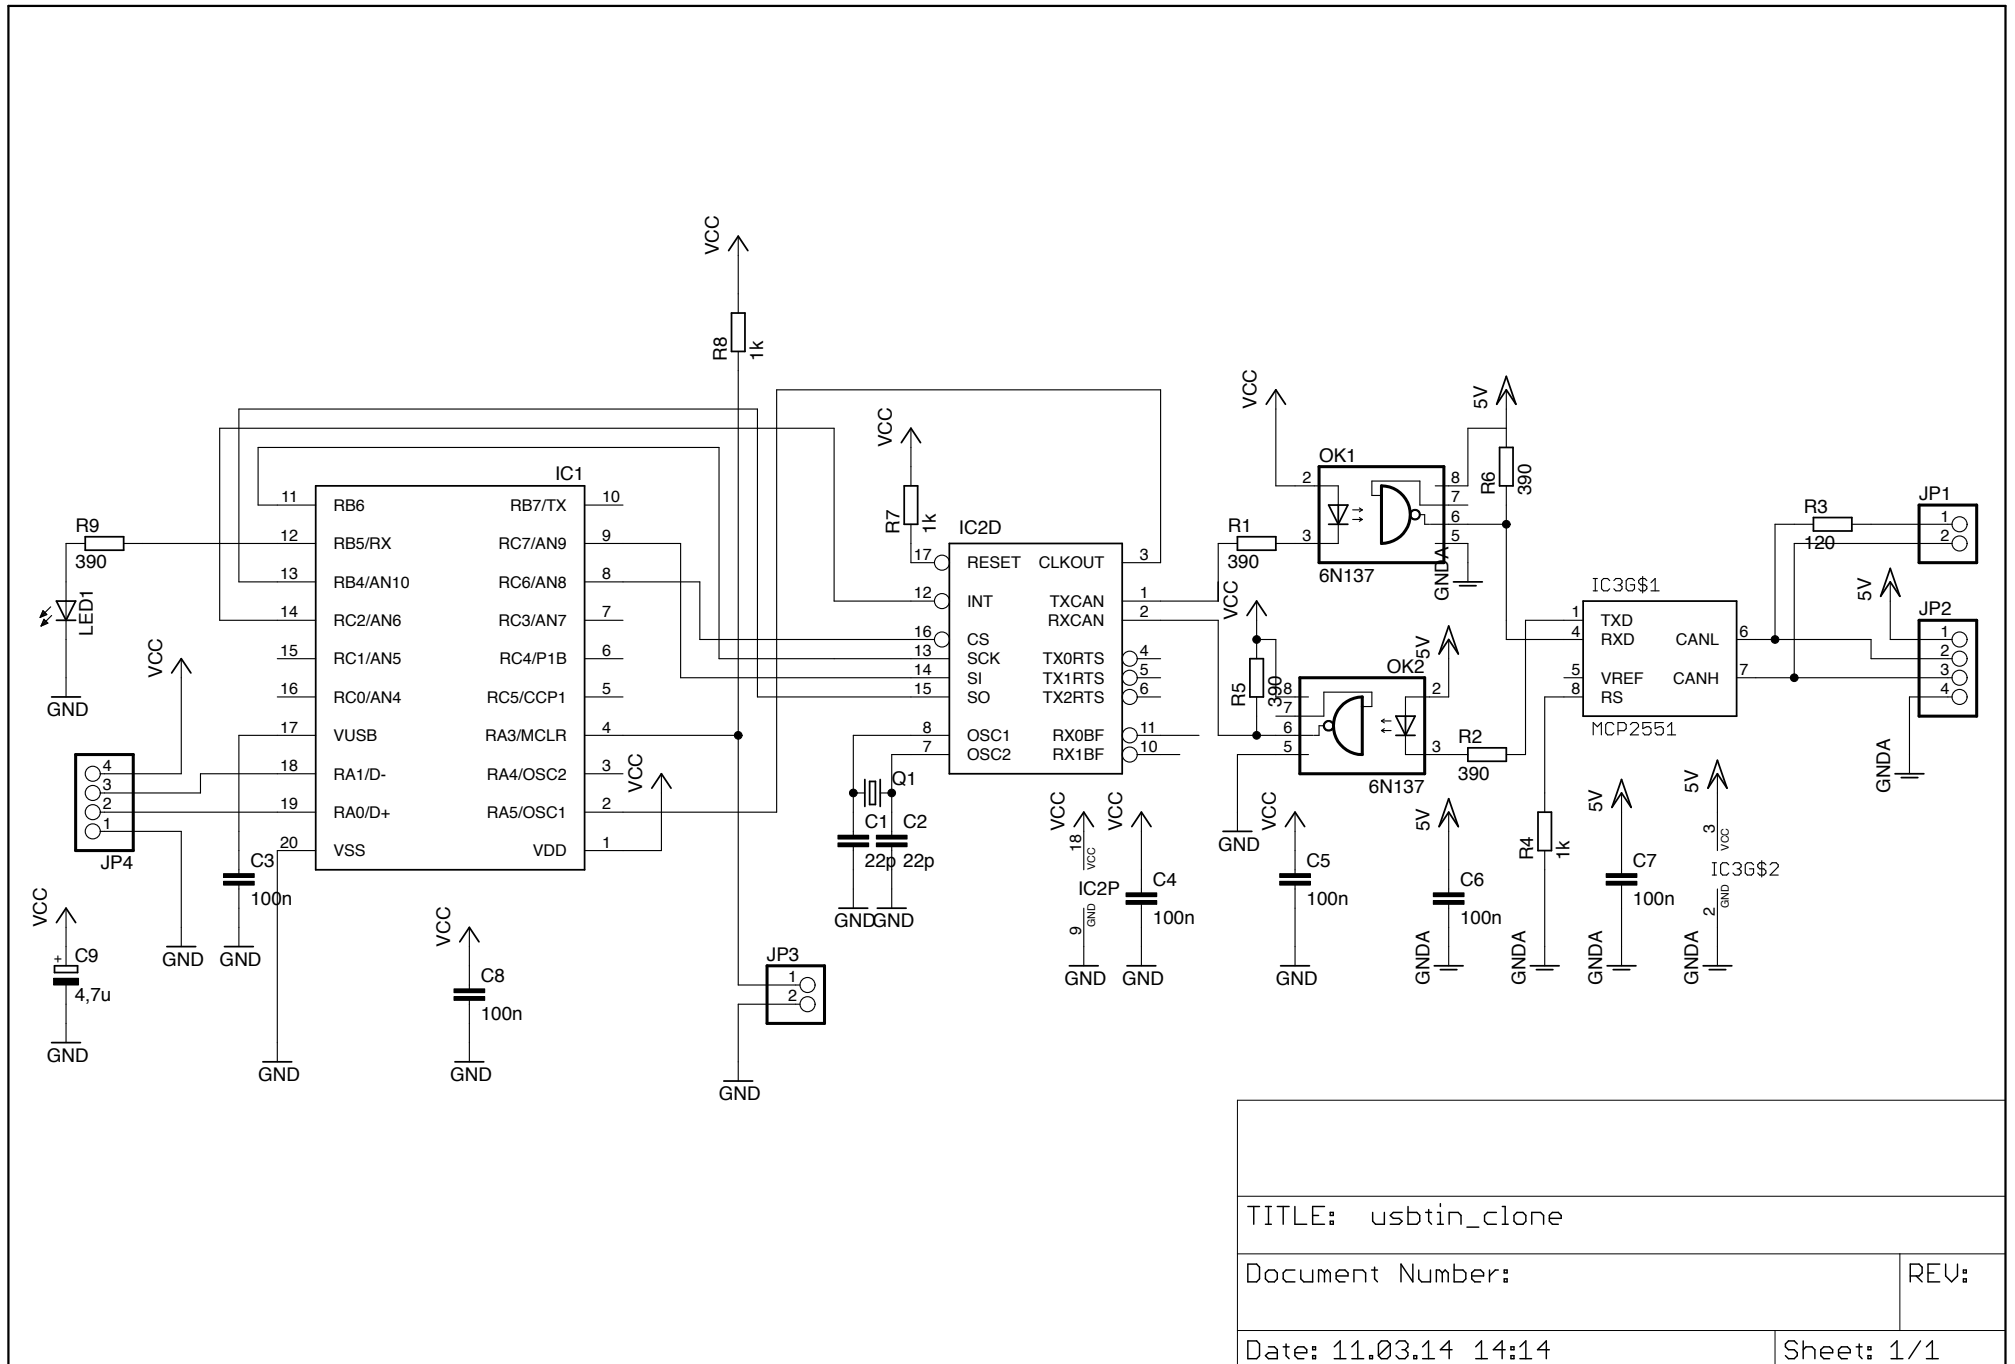 VCC
R8
1k
VCC
R7
1k
IC1
11
RB6
RB7/TX
10
12
RB5/RX
RC7/AN9
9
13
RB4/AN10
RC6/AN8
8
14
RC2/AN6
RC3/AN7
7
15
RC1/AN5
RC4/P1B
6
16
RC0/AN4
RC5/CCP1
5
17
VUSB
RA3/MCLR
4
18
RA1/D-
RA4/OSC2
3
19
RA0/D+
RA5/OSC1
2
20
VSS
VDD
1
R9
390
LED1
GND
VCC
4
3
2
1
JP4
GND
C3
100n
GND
VCC
+
C9
4,7u
GND
GND
VCC
C8
100n
GND
VCC
JP3
1
2
GND
IC2D
17
RESET
CLKOUT
3
12
INT
TXCAN
1
RXCAN
2
16
CS
13
SCK
TX0RTS
4
14
SI
TX1RTS
5
15
SO
TX2RTS
6
8
OSC1
RX0BF
11
7
OSC2
RX1BF
10
Q1
C1
C2
22p
22p
GND
GND
VCC
18
VCC
IC2P
GND
9
GND
VCC
C4
100n
GND
VCC
OK1
2
3
8
7
6
5
6N137
R1
390
5V
R6
390
GNDA
VCC
R5
390
OK2
8
7
6
5
2
3
6N137
5V
R2
390
GND
VCC
C5
100n
GND
5V
C6
100n
GNDA
IC3G$1
1
TXD
4
RXD
CANL
6
5
VREF
CANH
7
8
RS
MCP2551
R4
1k
GNDA
5V
C7
100n
GNDA
5V
3
VCC
IC3G$2
GND
2
GNDA
R3
120
JP1
1
2
5V
JP2
1
2
3
4
GNDA
TITLE: usbtin_clone
Document Number:
REV:
Date: 11.03.14 14:14
Sheet: 1/1